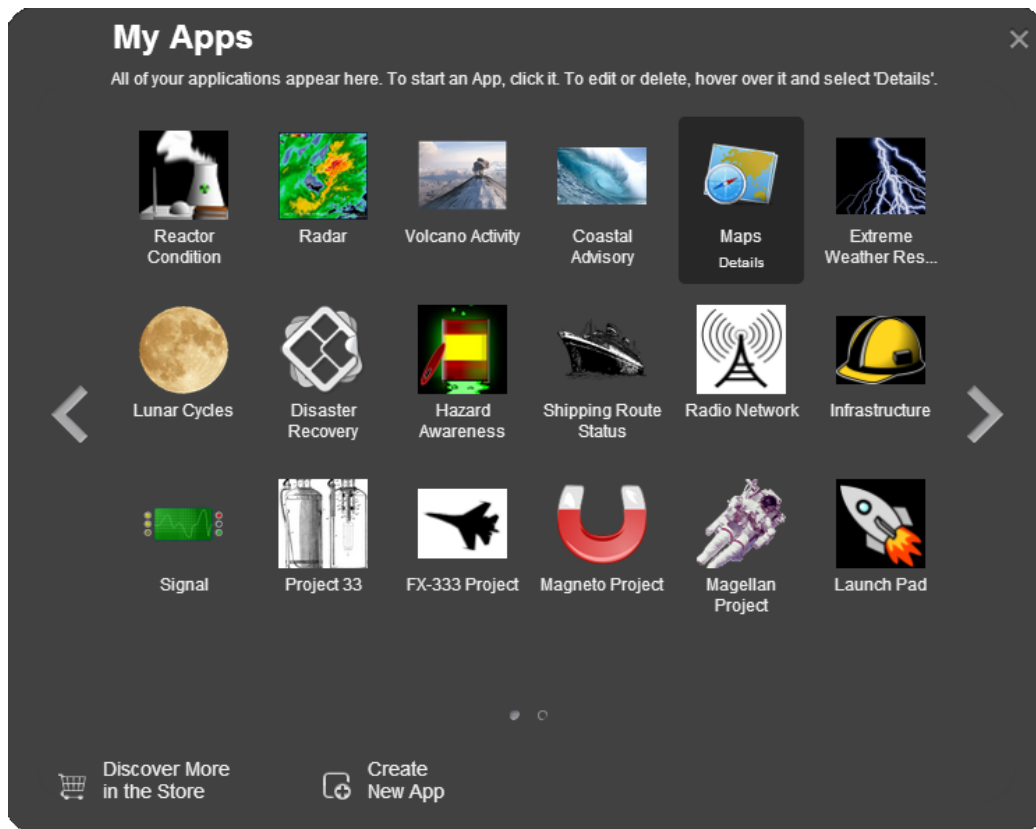 My Apps
All of your applications appear here. To start an App, click it. To edit or delete, hover over it and select 'Details'.
Reactor
Condition
Radar
Volcano Activity
Coastal
Advisory
Maps
Details
Extreme
Weather Res...
Lunar Cycles
Disaster
Recovery
Hazard
Awareness
Shipping Route
Status
Radio Network
Infrastructure
Signal
Project 33
FX-333 Project
Magneto Project
Magellan
Project
Launch Pad
Discover More
in the Store
Create
New App